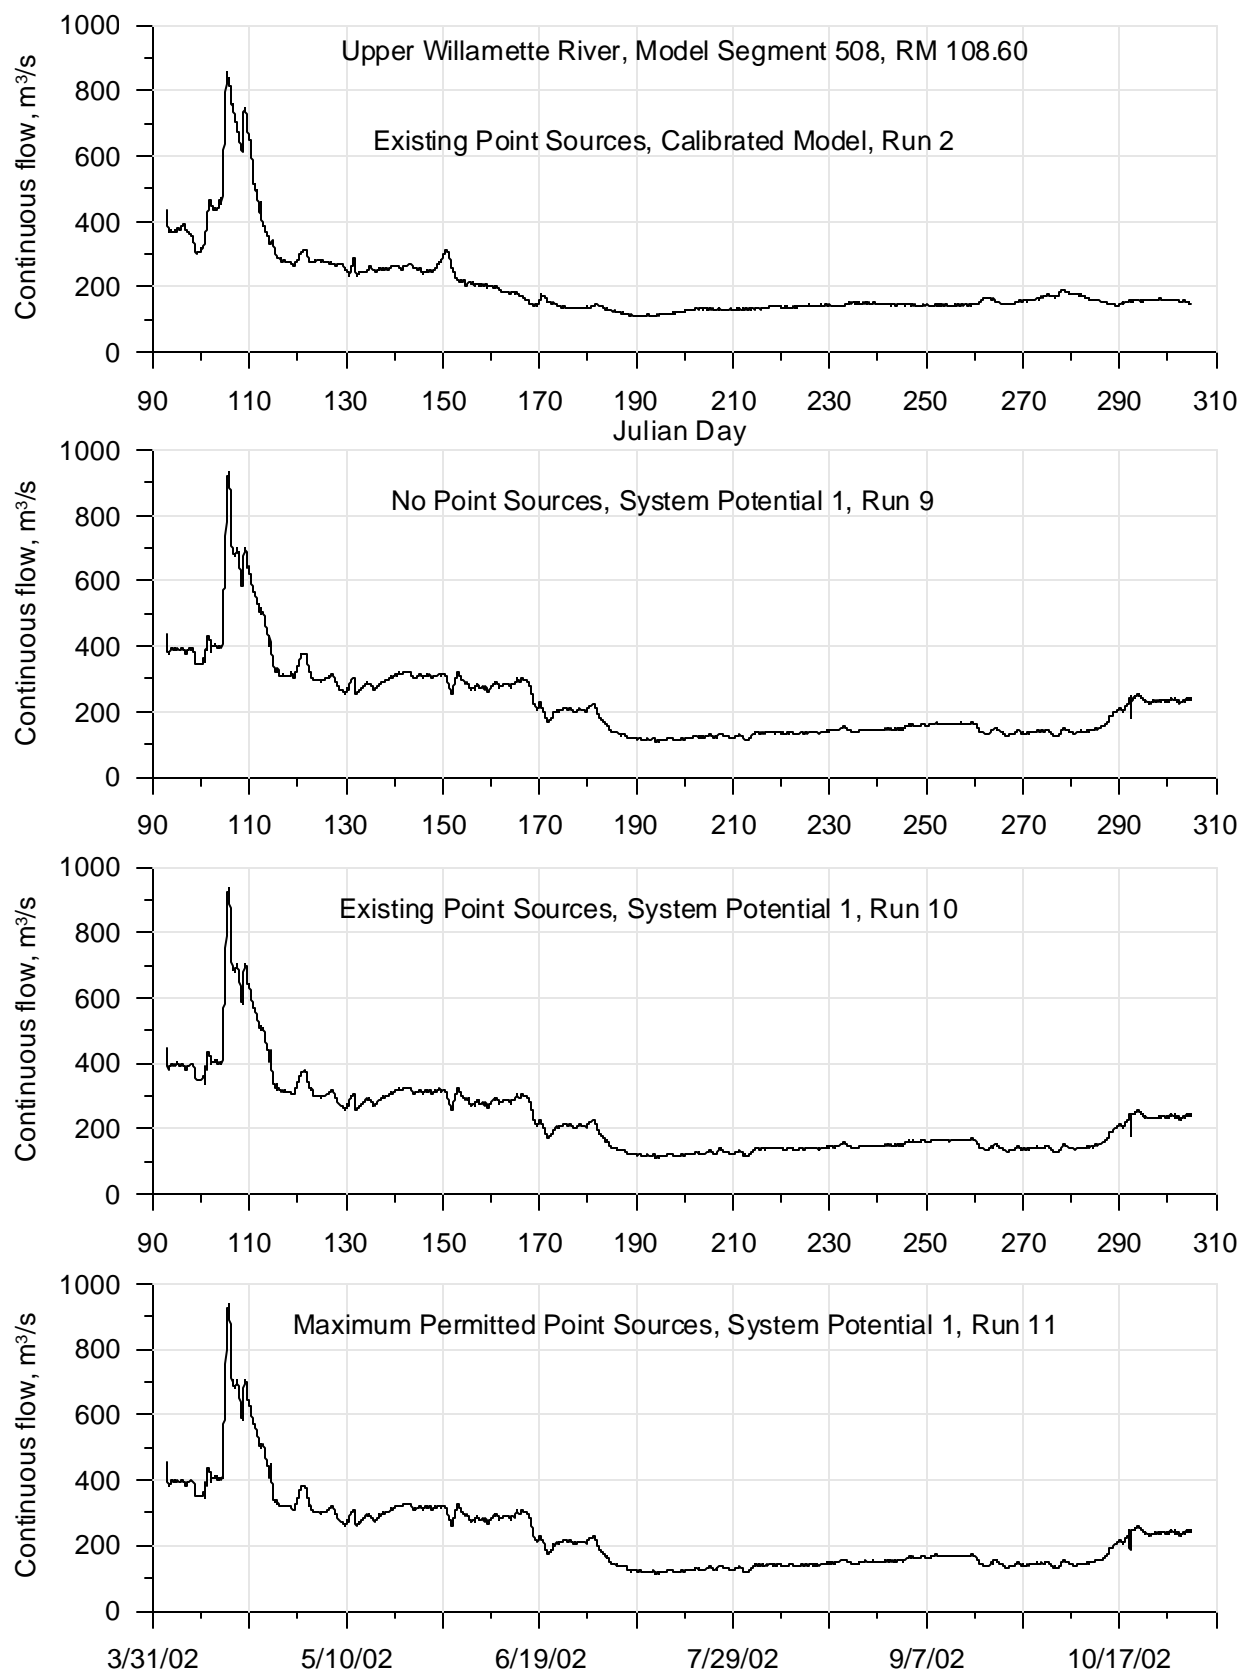 1000
Upper Willamette River, Model Segment 508, RM 108.60
800
Existing Point Sources, Calibrated Model, Run 2
600
400
200
0
Continuous flow, m³/s
90 110 130 150 170 190 210 230 250 270 290 310
Julian Day
1000
No Point Sources, System Potential 1, Run 9
800
600
400
200
0
Continuous flow, m³/s
90 110 130 150 170 190 210 230 250 270 290 310
1000
Existing Point Sources, System Potential 1, Run 10
800
600
400
200
0
Continuous flow, m³/s
90 110 130 150 170 190 210 230 250 270 290 310
1000
Maximum Permitted Point Sources, System Potential 1, Run 11
800
600
400
200
0
Continuous flow, m³/s
3/31/02 5/10/02 6/19/02 7/29/02 9/7/02 10/17/02